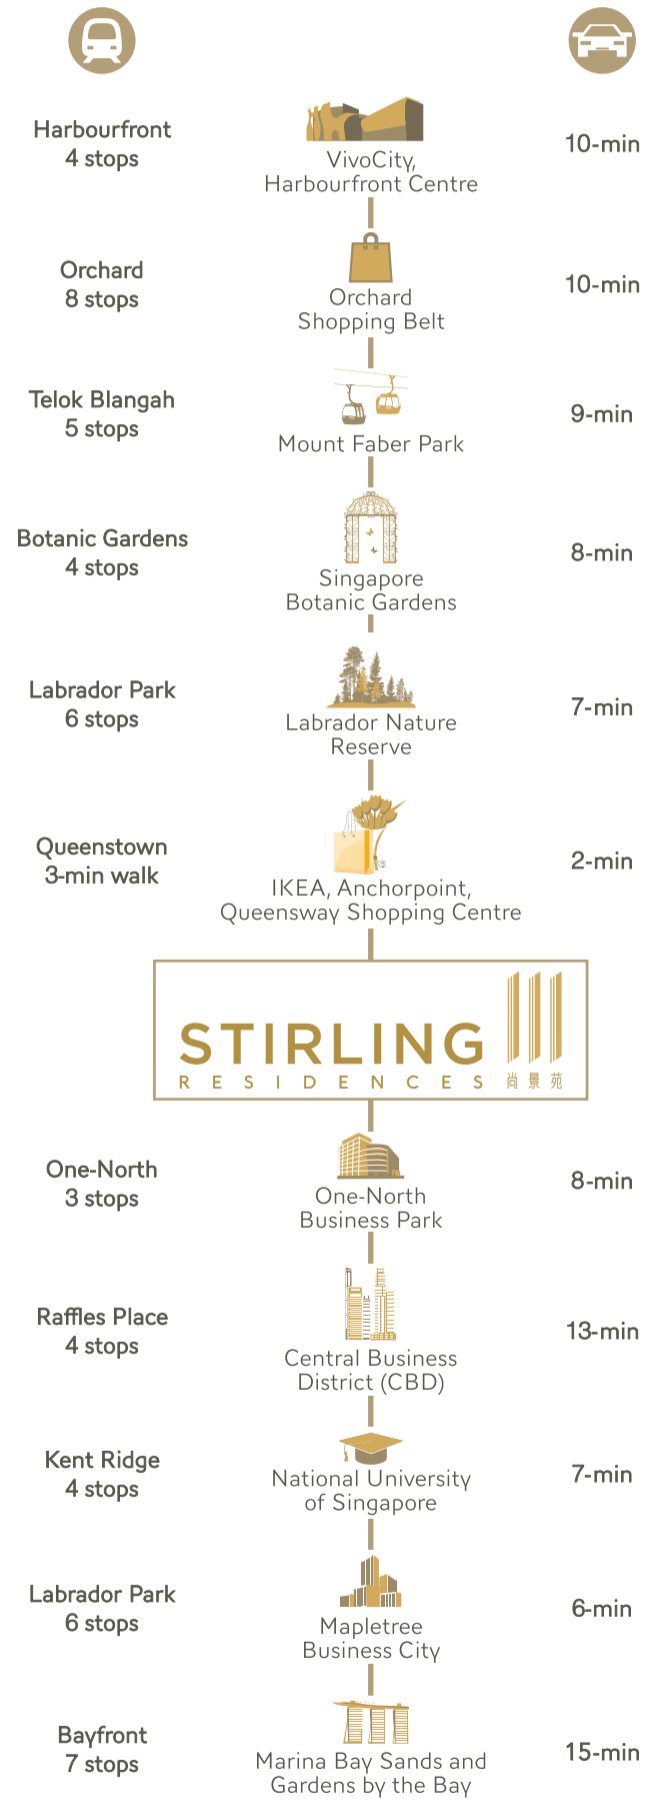 Harbourfront
4 stops
VivoCity,
Harbourfront Centre
10-min
Orchard
8 stops
Orchard
Shopping Belt
10-min
Telok Blangah
5 stops
Mount Faber Park
9-min
Botanic Gardens
4 stops
Singapore
Botanic Gardens
8-min
Labrador Park
6 stops
Labrador Nature
Reserve
7-min
Queenstown
3-min walk
IKEA, Anchorpoint,
Queensway Shopping Centre
2-min
STIRLING
RESIDENCES 尚景苑
One-North
3 stops
One-North
Business Park
8-min
Raffles Place
4 stops
Central Business
District (CBD)
13-min
Kent Ridge
4 stops
National University
of Singapore
7-min
Labrador Park
6 stops
Mapletree
Business City
6-min
Bayfront
7 stops
Marina Bay Sands and
Gardens by the Bay
15-min